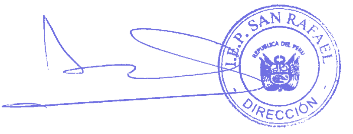 I.E.P. SAN RAFAEL
REPUBLICA DEL PERU
- DIRECCIÓN -